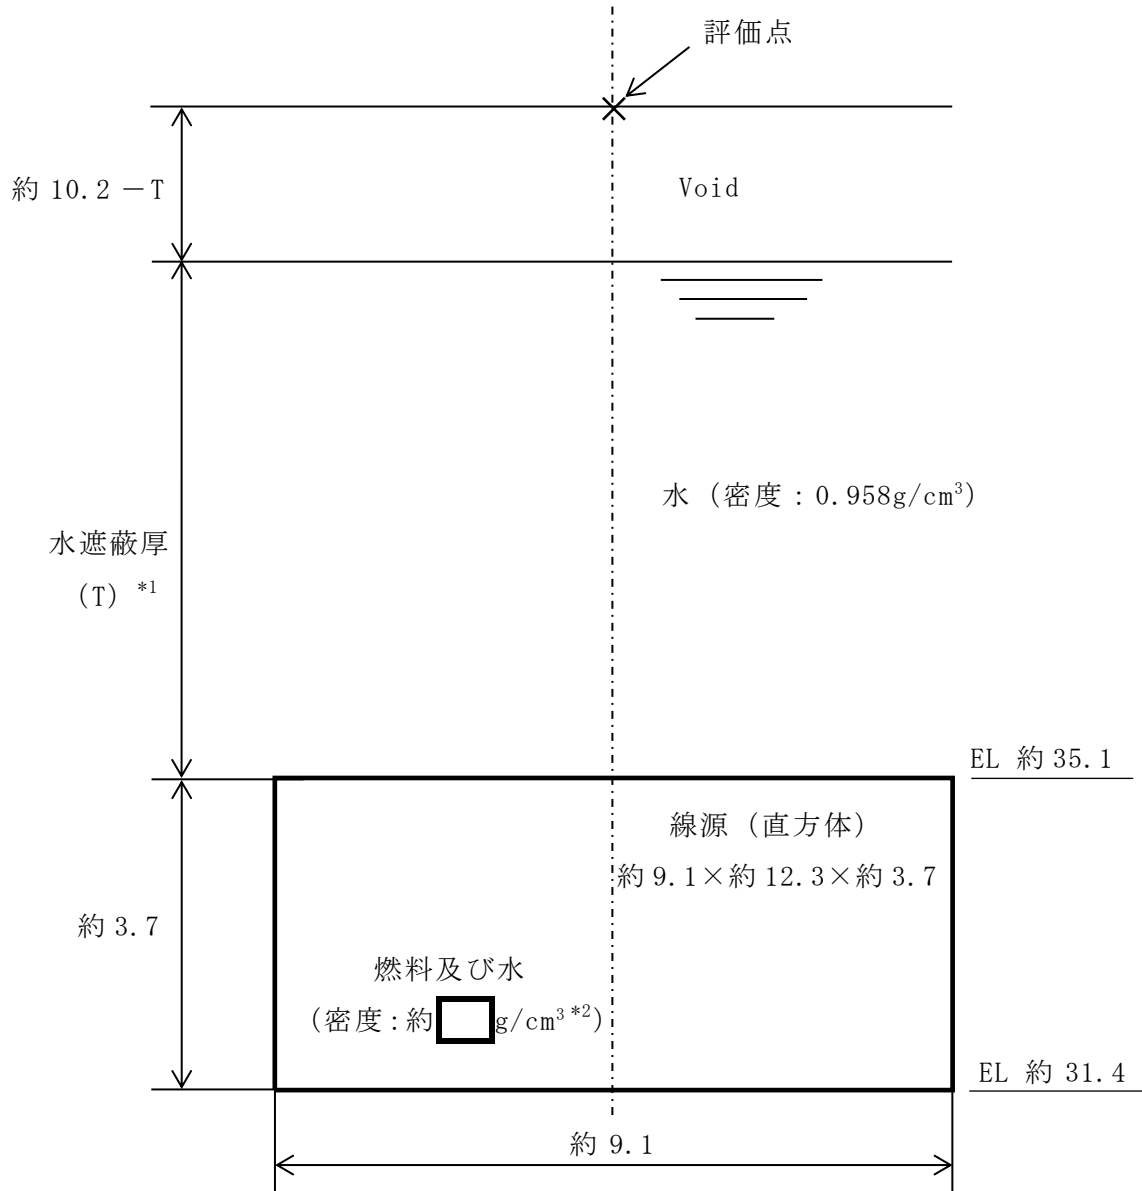 評価点
約 10.2 －T
Void
水（密度：0.958g/cm³）
水遮蔽厚
（T）*1
EL 約 35.1
線源（直方体）
約 9.1×約 12.3×約 3.7
約 3.7
燃料及び水
（密度：約 g/cm³ *2）
EL 約 31.4
約 9.1